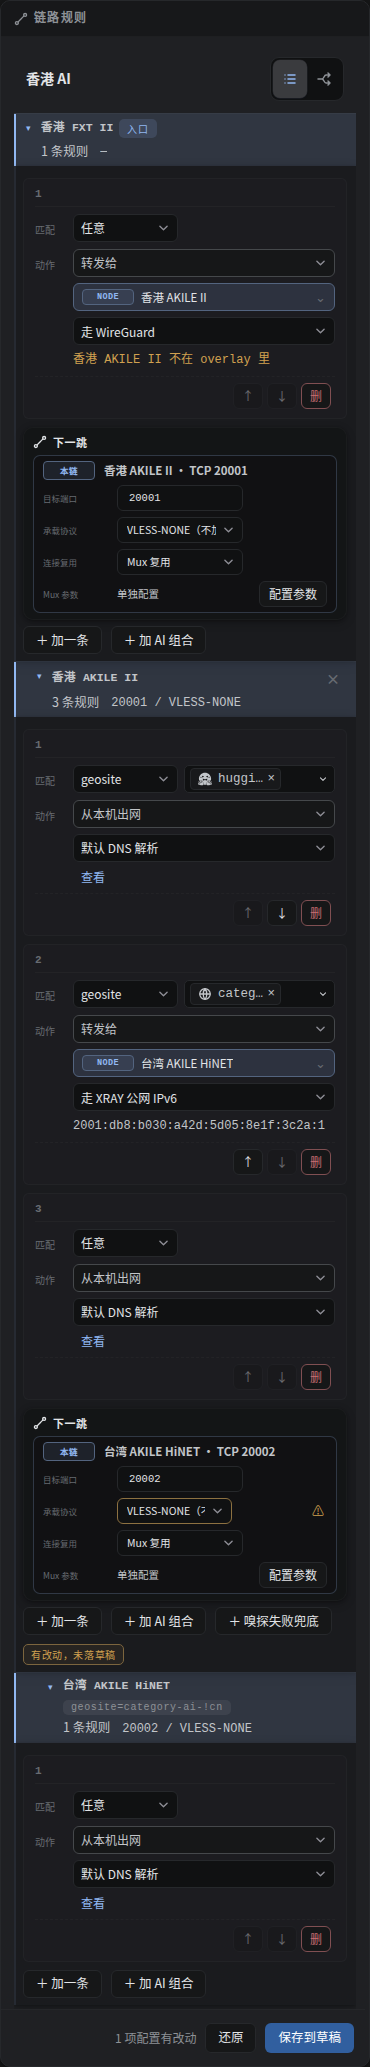 链路规则
香港 AI
▾ 香港 FXT II 入口
1 条规则 —
1
匹配 任意
动作 转发给
NODE 香港 AKILE II
走 WireGuard
香港 AKILE II 不在 overlay 里
↑ ↓ 删
下一跳
本链 香港 AKILE II • TCP 20001
目标端口 20001
承载协议 VLESS-NONE（不加
连接复用 Mux 复用
Mux 参数 单独配置 配置参数
＋ 加一条 ＋ 加 AI 组合
▾ 香港 AKILE II ×
3 条规则 20001 / VLESS-NONE
1
匹配 geosite huggi… ×
动作 从本机出网
默认 DNS 解析
查看
↑ ↓ 删
2
匹配 geosite categ… ×
动作 转发给
NODE 台湾 AKILE HiNET
走 XRAY 公网 IPv6
2001:db8:b030:a42d:5d05:8e1f:3c2a:1
↑ ↓ 删
3
匹配 任意
动作 从本机出网
默认 DNS 解析
查看
↑ ↓ 删
下一跳
本链 台湾 AKILE HiNET • TCP 20002
目标端口 20002
承载协议 VLESS-NONE（不
连接复用 Mux 复用
Mux 参数 单独配置 配置参数
＋ 加一条 ＋ 加 AI 组合 ＋ 嗅探失败兜底
有改动，未落草稿
▾ 台湾 AKILE HiNET
geosite=category-ai-!cn
1 条规则 20002 / VLESS-NONE
1
匹配 任意
动作 从本机出网
默认 DNS 解析
查看
↑ ↓ 删
＋ 加一条 ＋ 加 AI 组合
1 项配置有改动 还原 保存到草稿